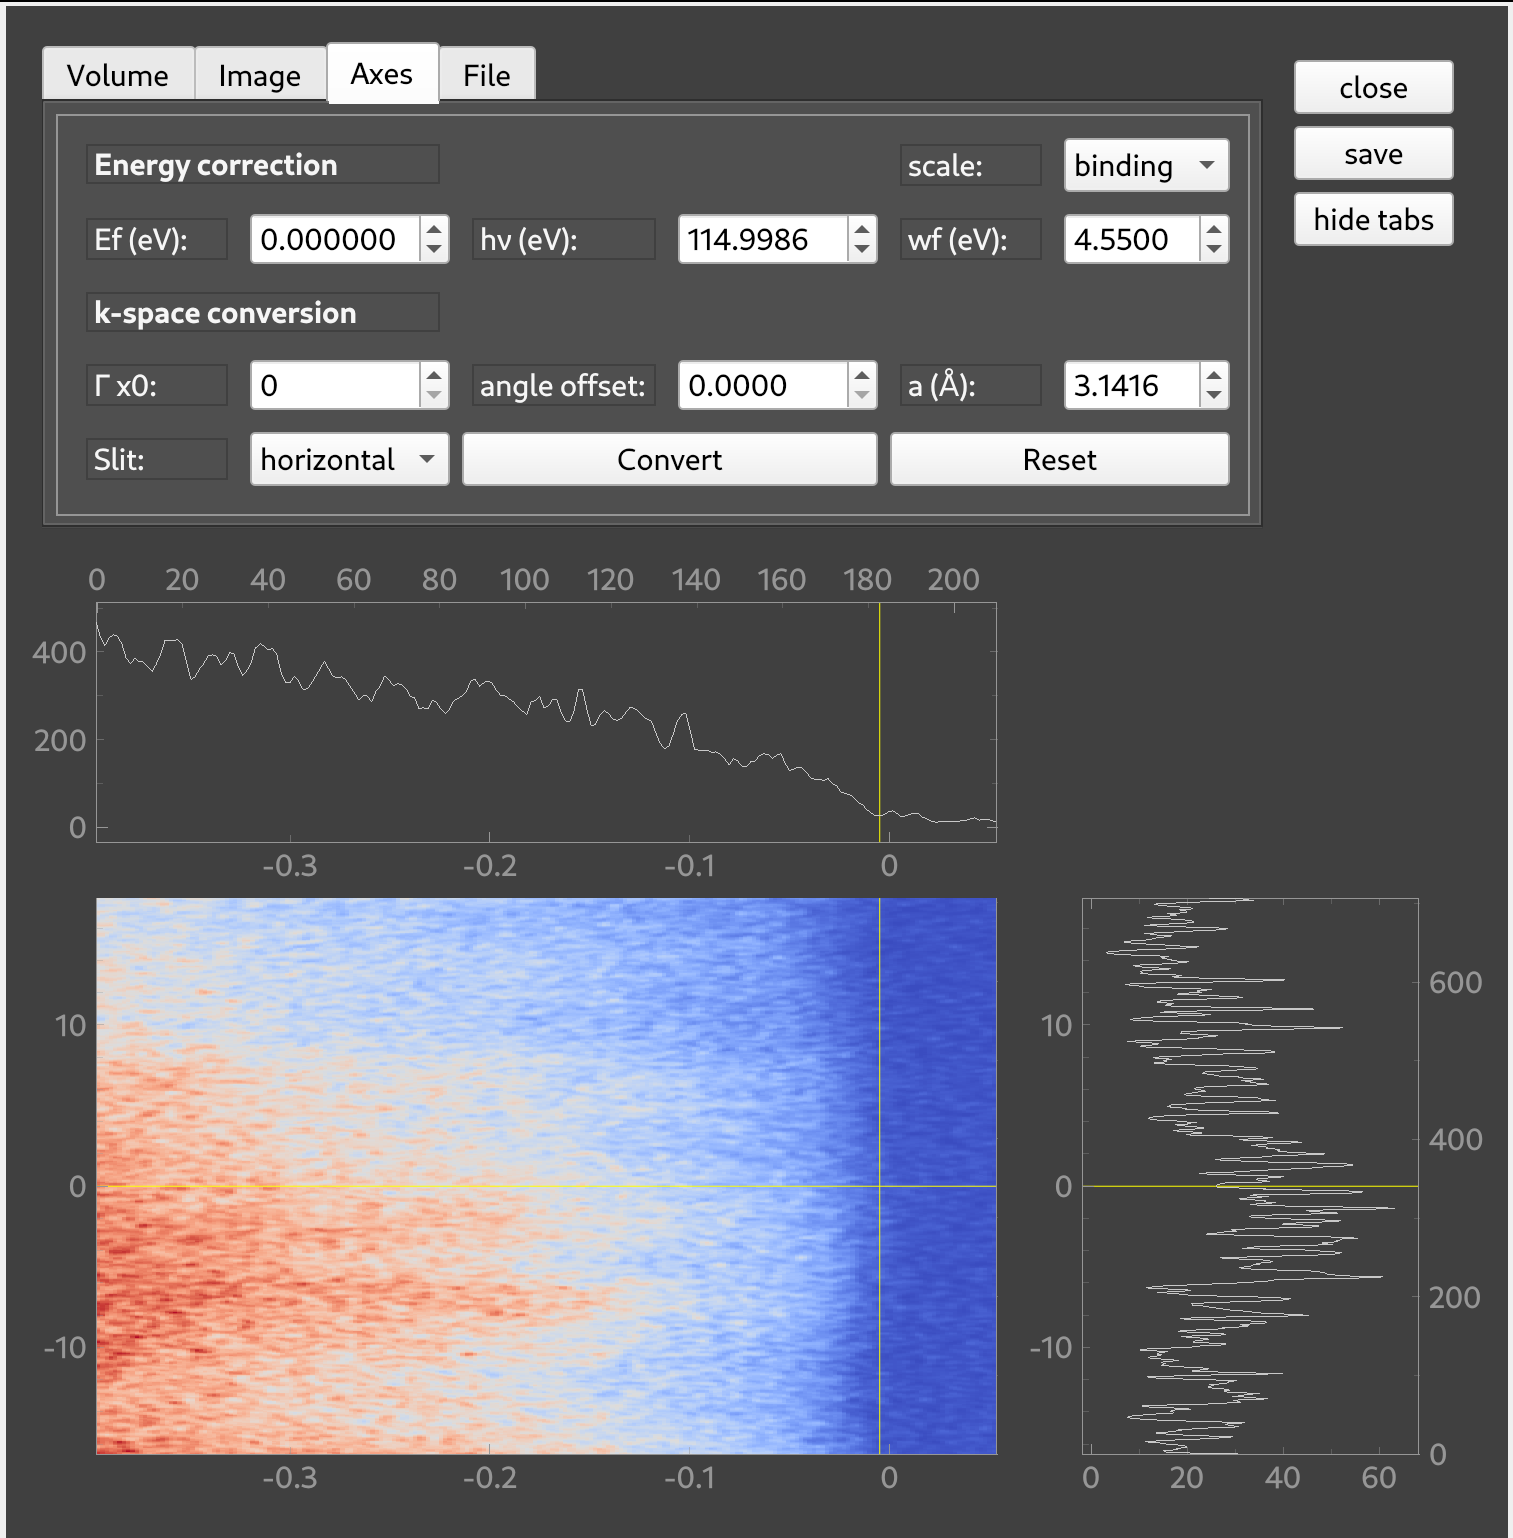 Volume Image Axes File
close
save
hide tabs
Energy correction scale: binding
Ef (eV): 0.000000 hν (eV): 114.9986 wf (eV): 4.5500
k-space conversion
Γ x0: 0 angle offset: 0.0000 a (Å): 3.1416
Slit: horizontal Convert Reset
0 20 40 60 80 100 120 140 160 180 200
400
200
0
-0.3 -0.2 -0.1 0
10
0
-10
-0.3 -0.2 -0.1 0
10
0
-10
600
400
200
0
0 20 40 60